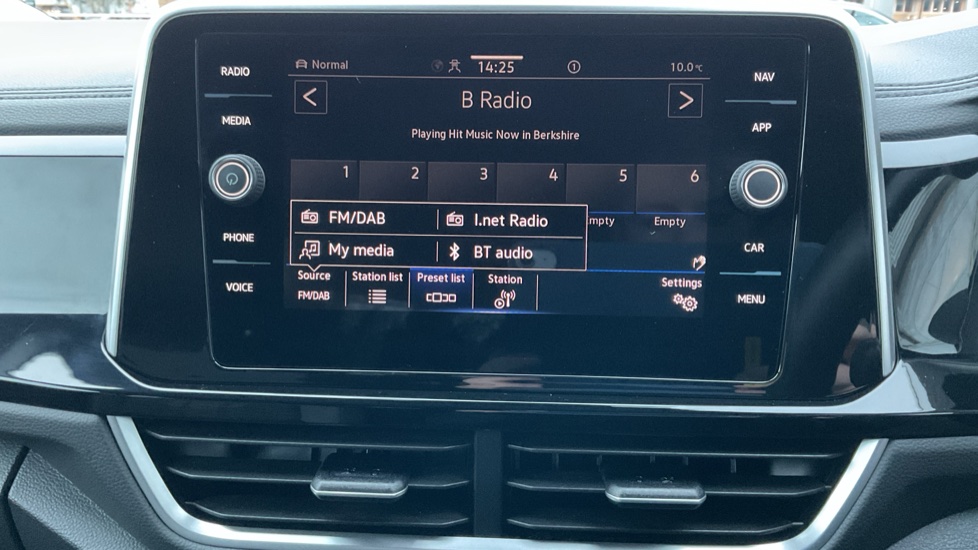 RADIO
MEDIA
PHONE
VOICE
Normal 14:25 1 10.0°C
< B Radio >
Playing Hit Music Now in Berkshire
1 2 3 4 5 6
Empty
FM/DAB I.net Radio
My media BT audio
Source Station list Preset list Station Settings
FM/DAB
NAV
APP
CAR
MENU